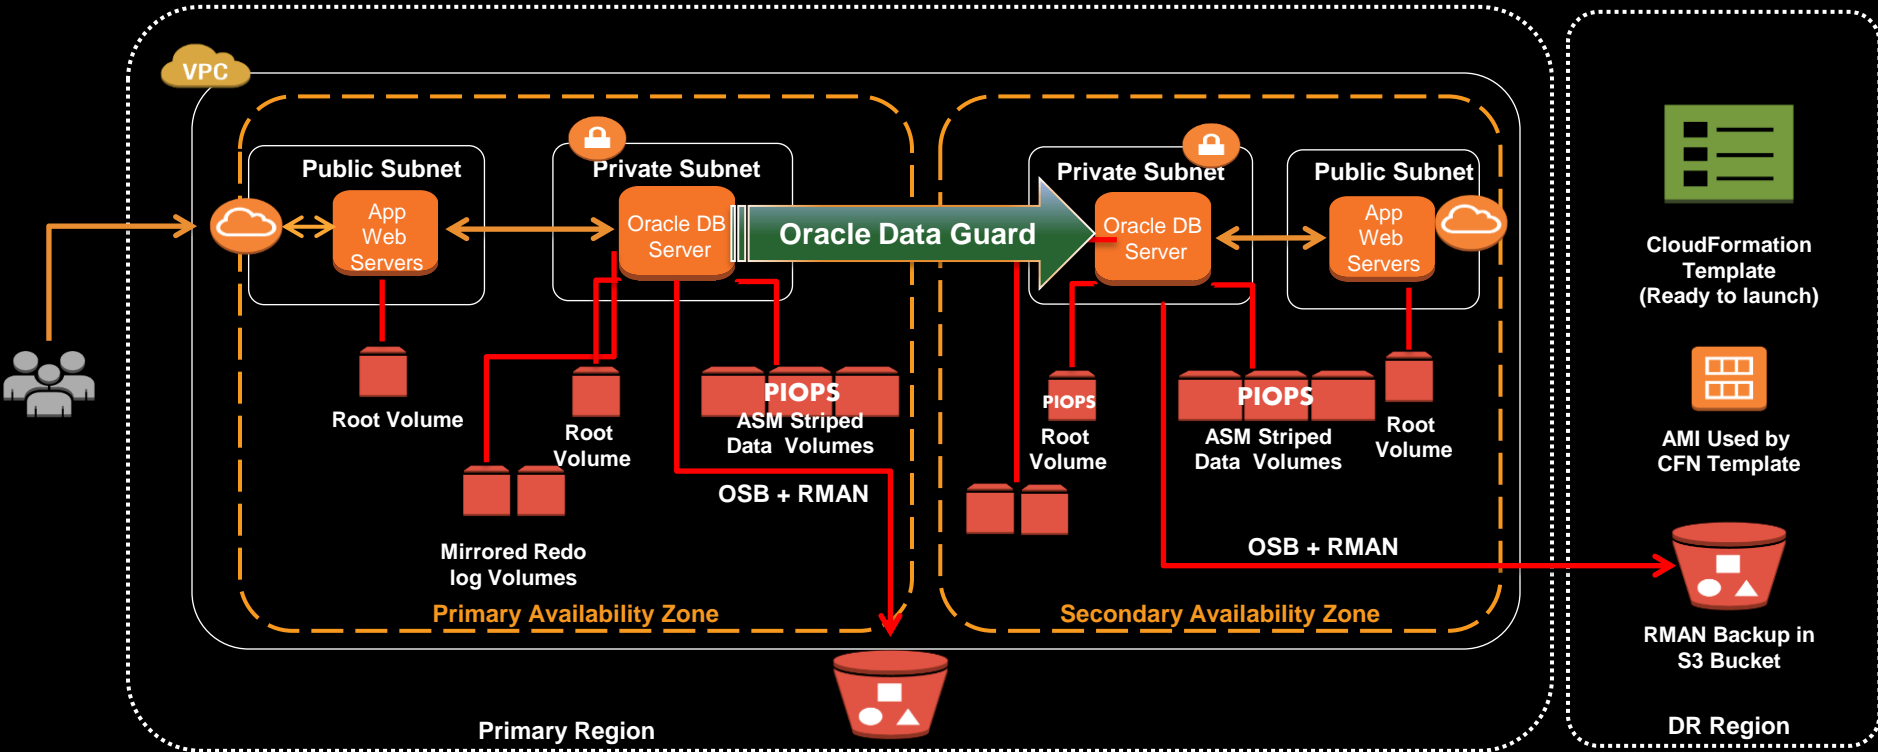 VPC
Public Subnet
App
Web
Servers
Root Volume
Private Subnet
Oracle DB
Server
Oracle Data Guard
Root
Volume
PIOPS
ASM Striped
Data Volumes
OSB + RMAN
Mirrored Redo
log Volumes
Primary Availability Zone
Private Subnet
Oracle DB
Server
Public Subnet
App
Web
Servers
PIOPS
Root
Volume
PIOPS
ASM Striped
Data Volumes
Root
Volume
OSB + RMAN
Secondary Availability Zone
Primary Region
CloudFormation
Template
(Ready to launch)
AMI Used by
CFN Template
RMAN Backup in
S3 Bucket
DR Region